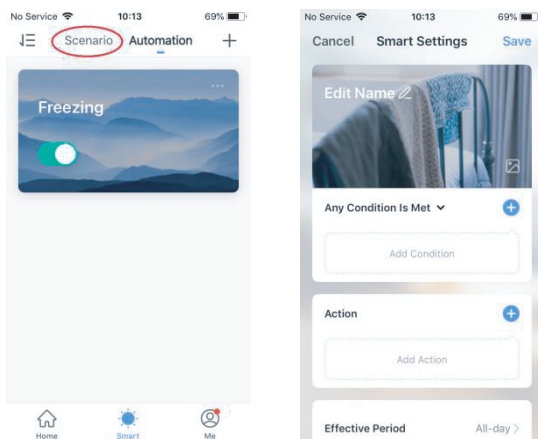 No Service 10:13 69%
Scenario Automation
Freezing
Home Smart Me
No Service 10:13 69%
Cancel Smart Settings Save
Edit Name
Any Condition Is Met
Add Condition
Action
Add Action
Effective Period All-day